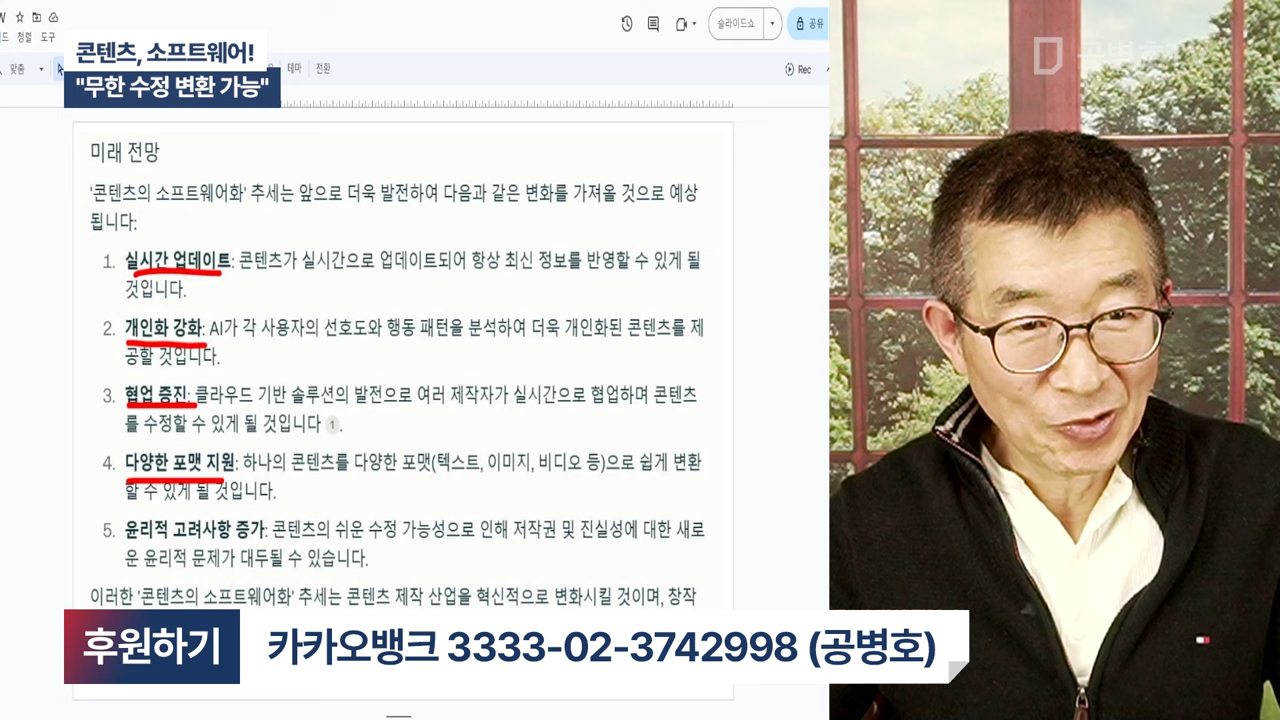 드 정렬 도구
슬라이드쇼
공유
콘텐츠, 소프트웨어!
맞춤
"무한 수정 변환 가능"
테마
전환
Rec
공병호
미래 전망
'콘텐츠의 소프트웨어화' 추세는 앞으로 더욱 발전하여 다음과 같은 변화를 가져올 것으로 예상
됩니다:
1. 실시간 업데이트: 콘텐츠가 실시간으로 업데이트되어 항상 최신 정보를 반영할 수 있게 될
것입니다.
2. 개인화 강화: AI가 각 사용자의 선호도와 행동 패턴을 분석하여 더욱 개인화된 콘텐츠를 제
공할 것입니다.
3. 협업 증진: 클라우드 기반 솔루션의 발전으로 여러 제작자가 실시간으로 협업하며 콘텐츠
를 수정할 수 있게 될 것입니다 1.
4. 다양한 포맷 지원: 하나의 콘텐츠를 다양한 포맷(텍스트, 이미지, 비디오 등)으로 쉽게 변환
할 수 있게 될 것입니다.
5. 윤리적 고려사항 증가: 콘텐츠의 쉬운 수정 가능성으로 인해 저작권 및 진실성에 대한 새로
운 윤리적 문제가 대두될 수 있습니다.
이러한 '콘텐츠의 소프트웨어화' 추세는 콘텐츠 제작 산업을 혁신적으로 변화시킬 것이며, 창작
후원하기
카카오뱅크 3333-02-3742998 (공병호)